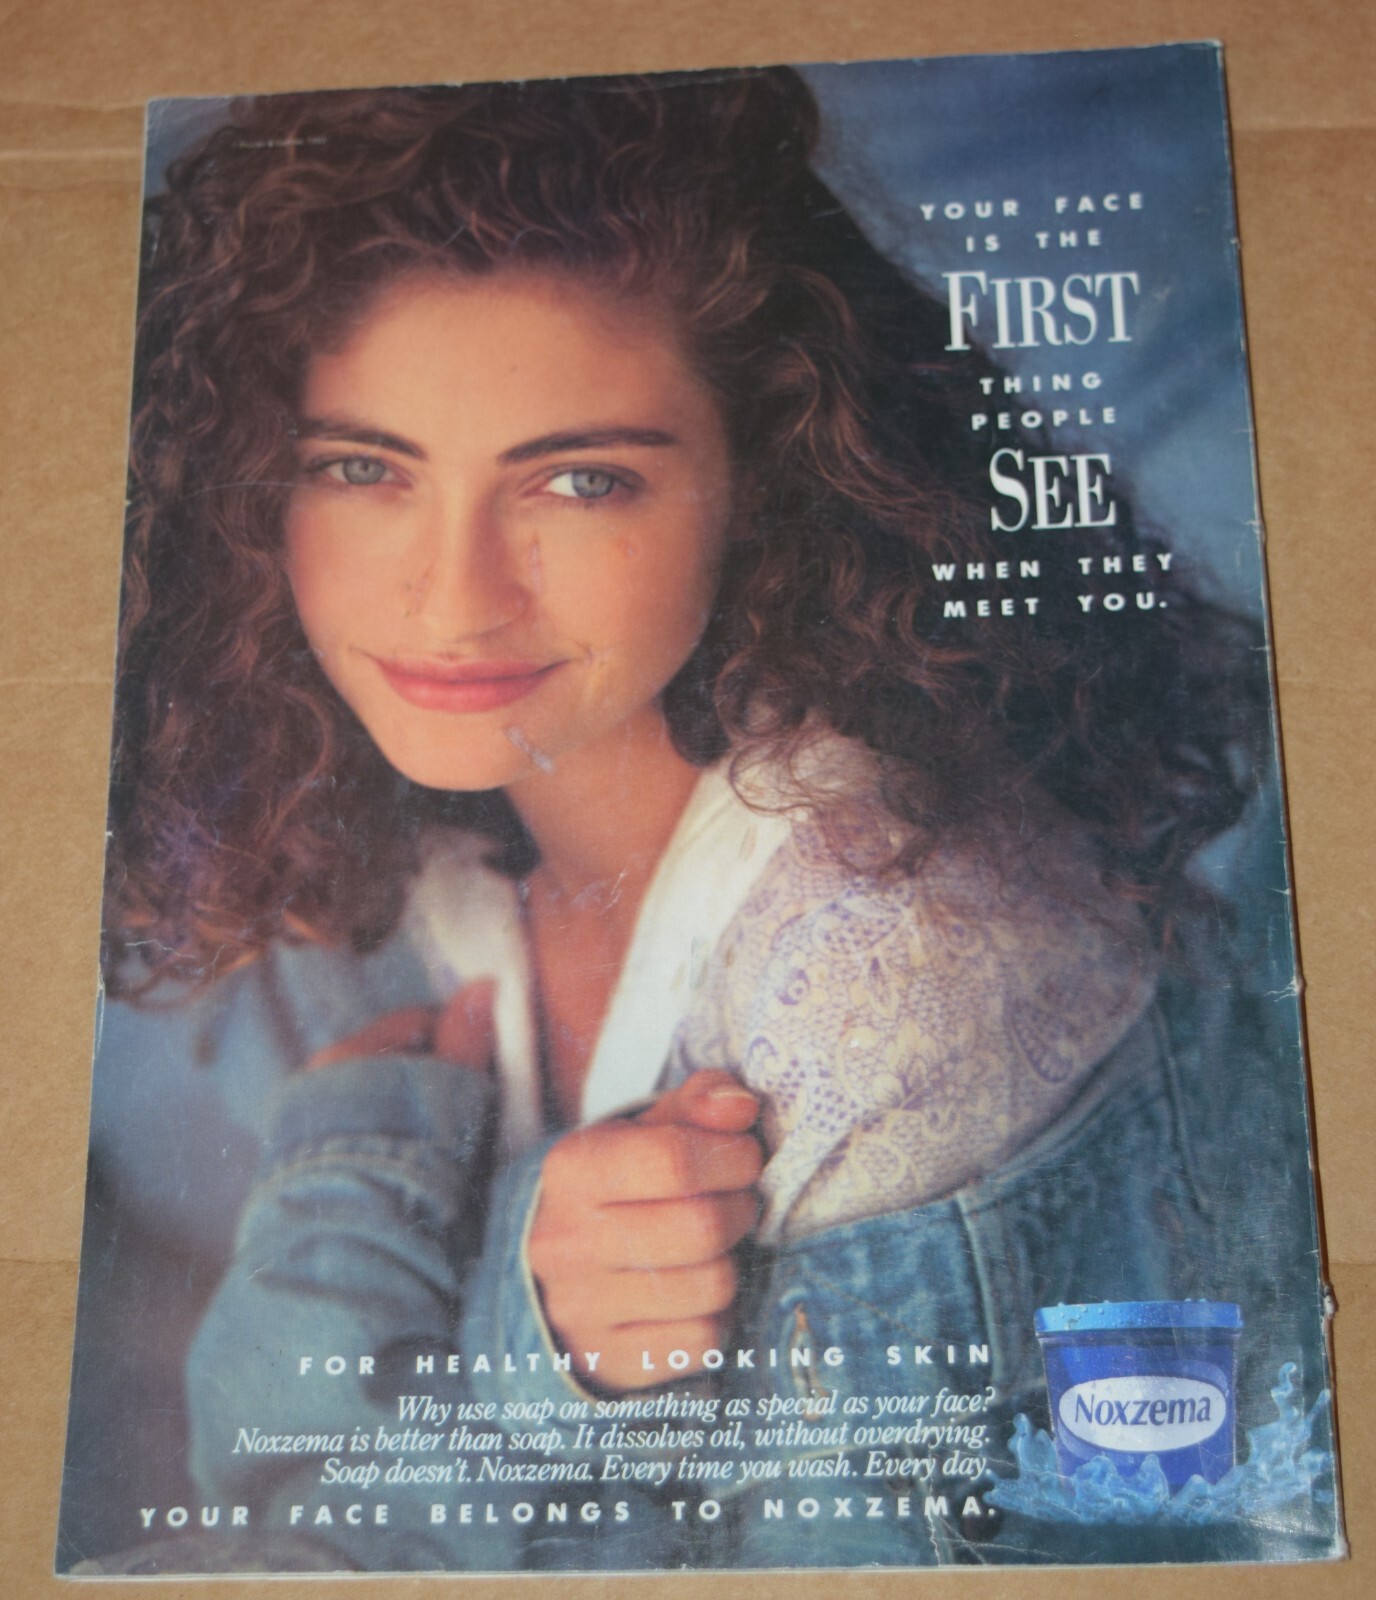 YOUR FACE
IS THE
FIRST
THING
PEOPLE
SEE
WHEN THEY
MEET YOU.
FOR HEALTHY LOOKING SKIN
Why use soap on something as special as your face?
Noxzema is better than soap. It dissolves oil, without overdrying.
Soap doesn't. Noxzema. Every time you wash. Every day.
YOUR FACE BELONGS TO NOXZEMA.
Noxzema